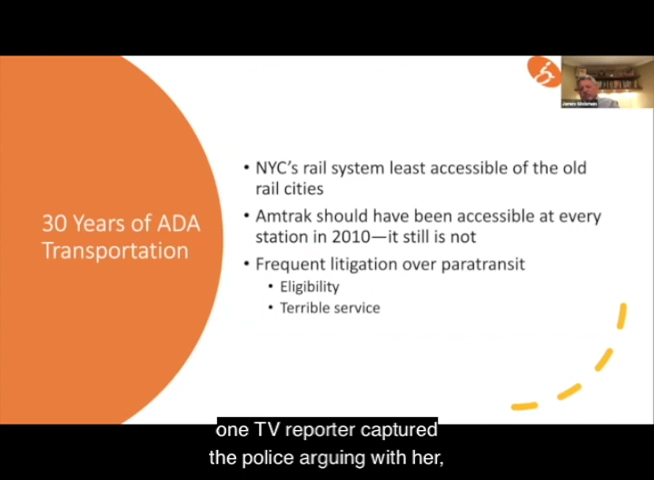 30 Years of ADA
Transportation
• NYC's rail system least accessible of the old
rail cities
• Amtrak should have been accessible at every
station in 2010—it still is not
• Frequent litigation over paratransit
• Eligibility
• Terrible service
one TV reporter captured
the police arguing with her,